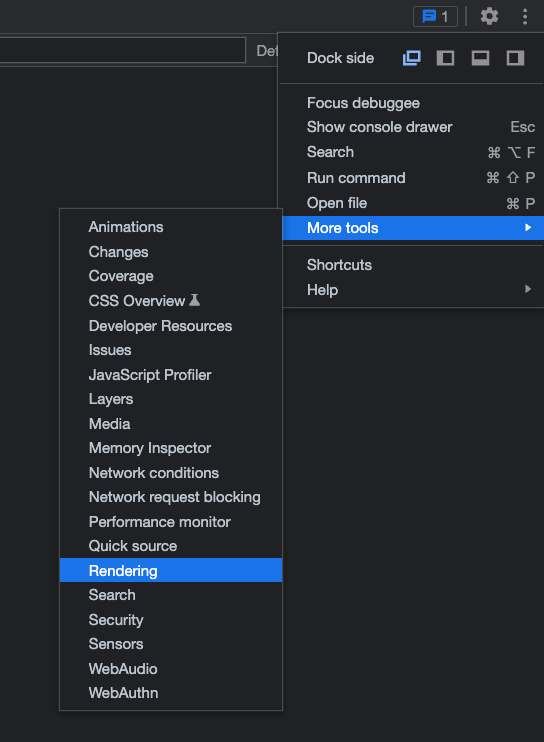 1
Dock side
Focus debuggee
Show console drawer Esc
Search ⌘ ⌥ F
Run command ⌘ ⇧ P
Open file ⌘ P
More tools
Shortcuts
Help
Animations
Changes
Coverage
CSS Overview
Developer Resources
Issues
JavaScript Profiler
Layers
Media
Memory Inspector
Network conditions
Network request blocking
Performance monitor
Quick source
Rendering
Search
Security
Sensors
WebAudio
WebAuthn